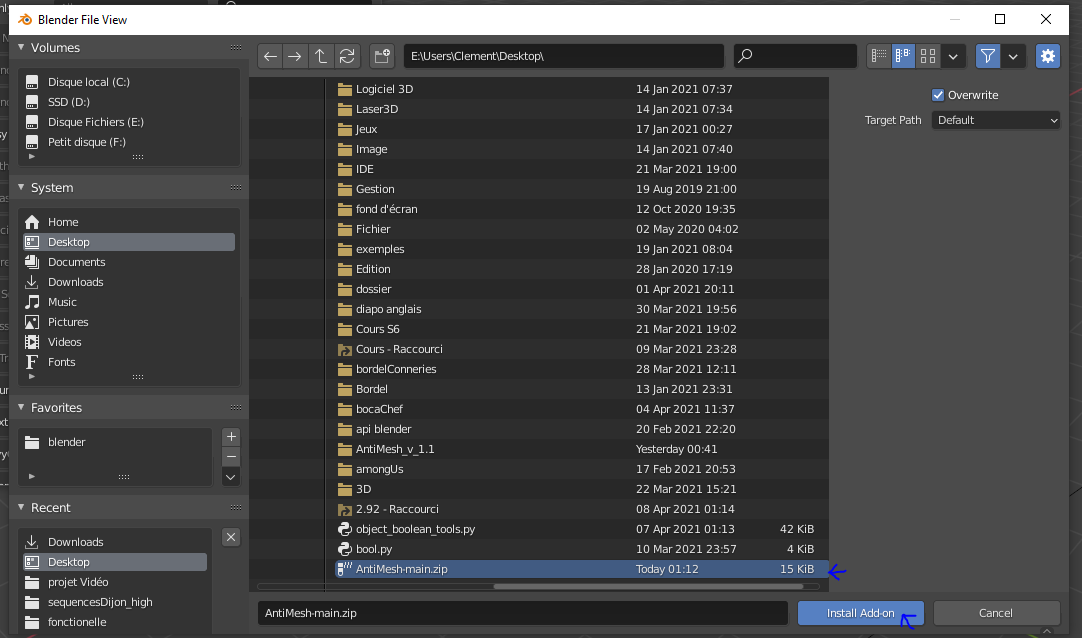 Blender File View
Volumes
Disque local (C:)
SSD (D:)
Disque Fichiers (E:)
Petit disque (F:)
System
Home
Desktop
Documents
Downloads
Music
Pictures
Videos
Fonts
Favorites
blender
Recent
Downloads
Desktop
projet Vidéo
sequencesDijon_high
fonctionelle
E:\Users\Clement\Desktop\
Logiciel 3D 14 Jan 2021 07:37
Laser3D 14 Jan 2021 07:34
Jeux 17 Jan 2021 00:27
Image 14 Jan 2021 07:40
IDE 21 Mar 2021 19:00
Gestion 19 Aug 2019 21:00
fond d'écran 12 Oct 2020 19:35
Fichier 02 May 2020 04:02
exemples 19 Jan 2021 08:04
Edition 28 Jan 2020 17:19
dossier 01 Apr 2021 20:11
diapo anglais 30 Mar 2021 19:56
Cours S6 21 Mar 2021 19:02
Cours - Raccourci 09 Mar 2021 23:28
bordelConneries 28 Mar 2021 12:11
Bordel 13 Jan 2021 23:31
bocaChef 04 Apr 2021 11:37
api blender 20 Feb 2021 22:20
AntiMesh_v_1.1 Yesterday 00:41
amongUs 17 Feb 2021 20:53
3D 22 Mar 2021 15:21
2.92 - Raccourci 08 Apr 2021 01:14
object_boolean_tools.py 07 Apr 2021 01:13 42 KiB
bool.py 10 Mar 2021 23:57 4 KiB
AntiMesh-main.zip Today 01:12 15 KiB
Overwrite
Target Path Default
AntiMesh-main.zip
Install Add-on
Cancel